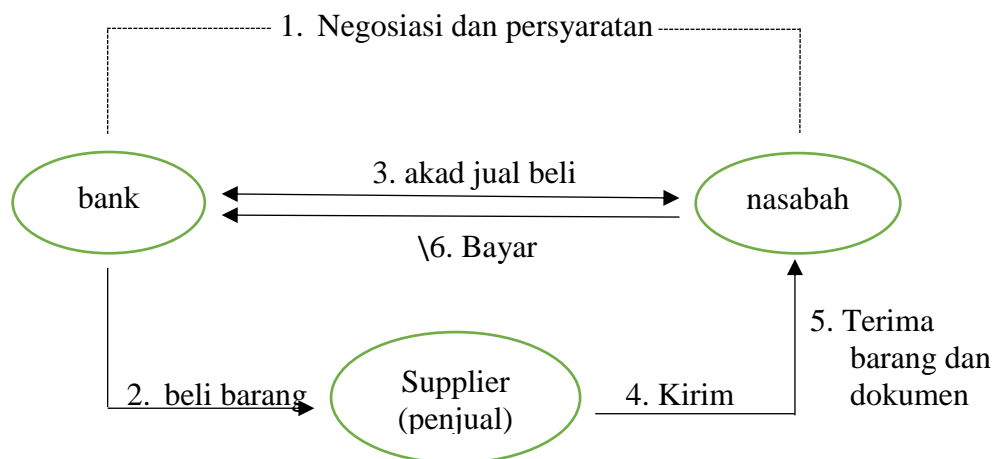 1. Negosiasi dan persyaratan
3. akad jual beli
bank
nasabah
\6. Bayar
5. Terima
barang dan
dokumen
Supplier
(penjual)
2. beli barang
4. Kirim